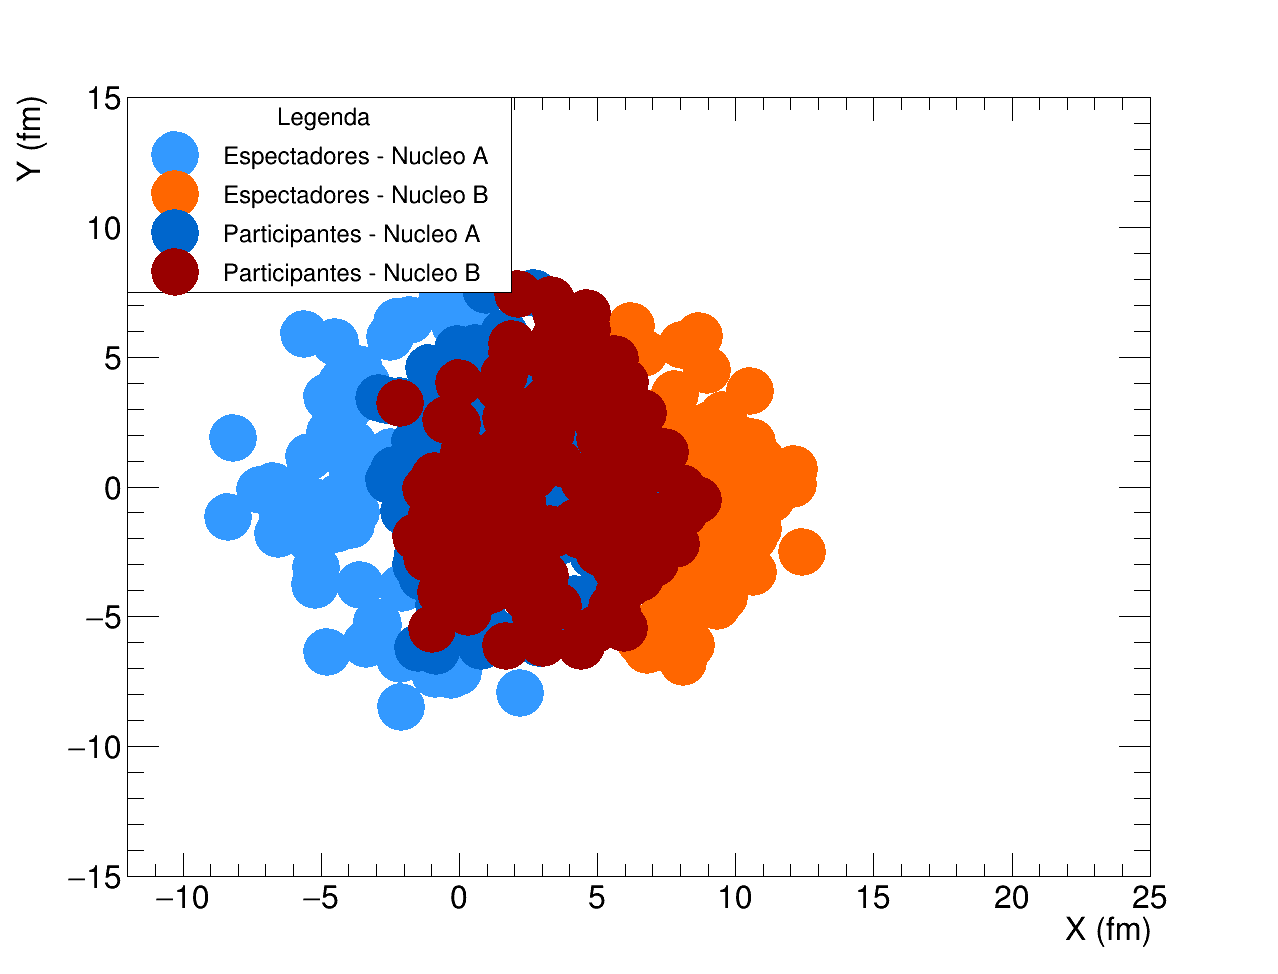 Y (fm)
Legenda
Espectadores - Nucleo A
Espectadores - Nucleo B
Participantes - Nucleo A
Participantes - Nucleo B
15
10
5
0
−5
−10
−15
−10 −5 0 5 10 15 20 25
X (fm)